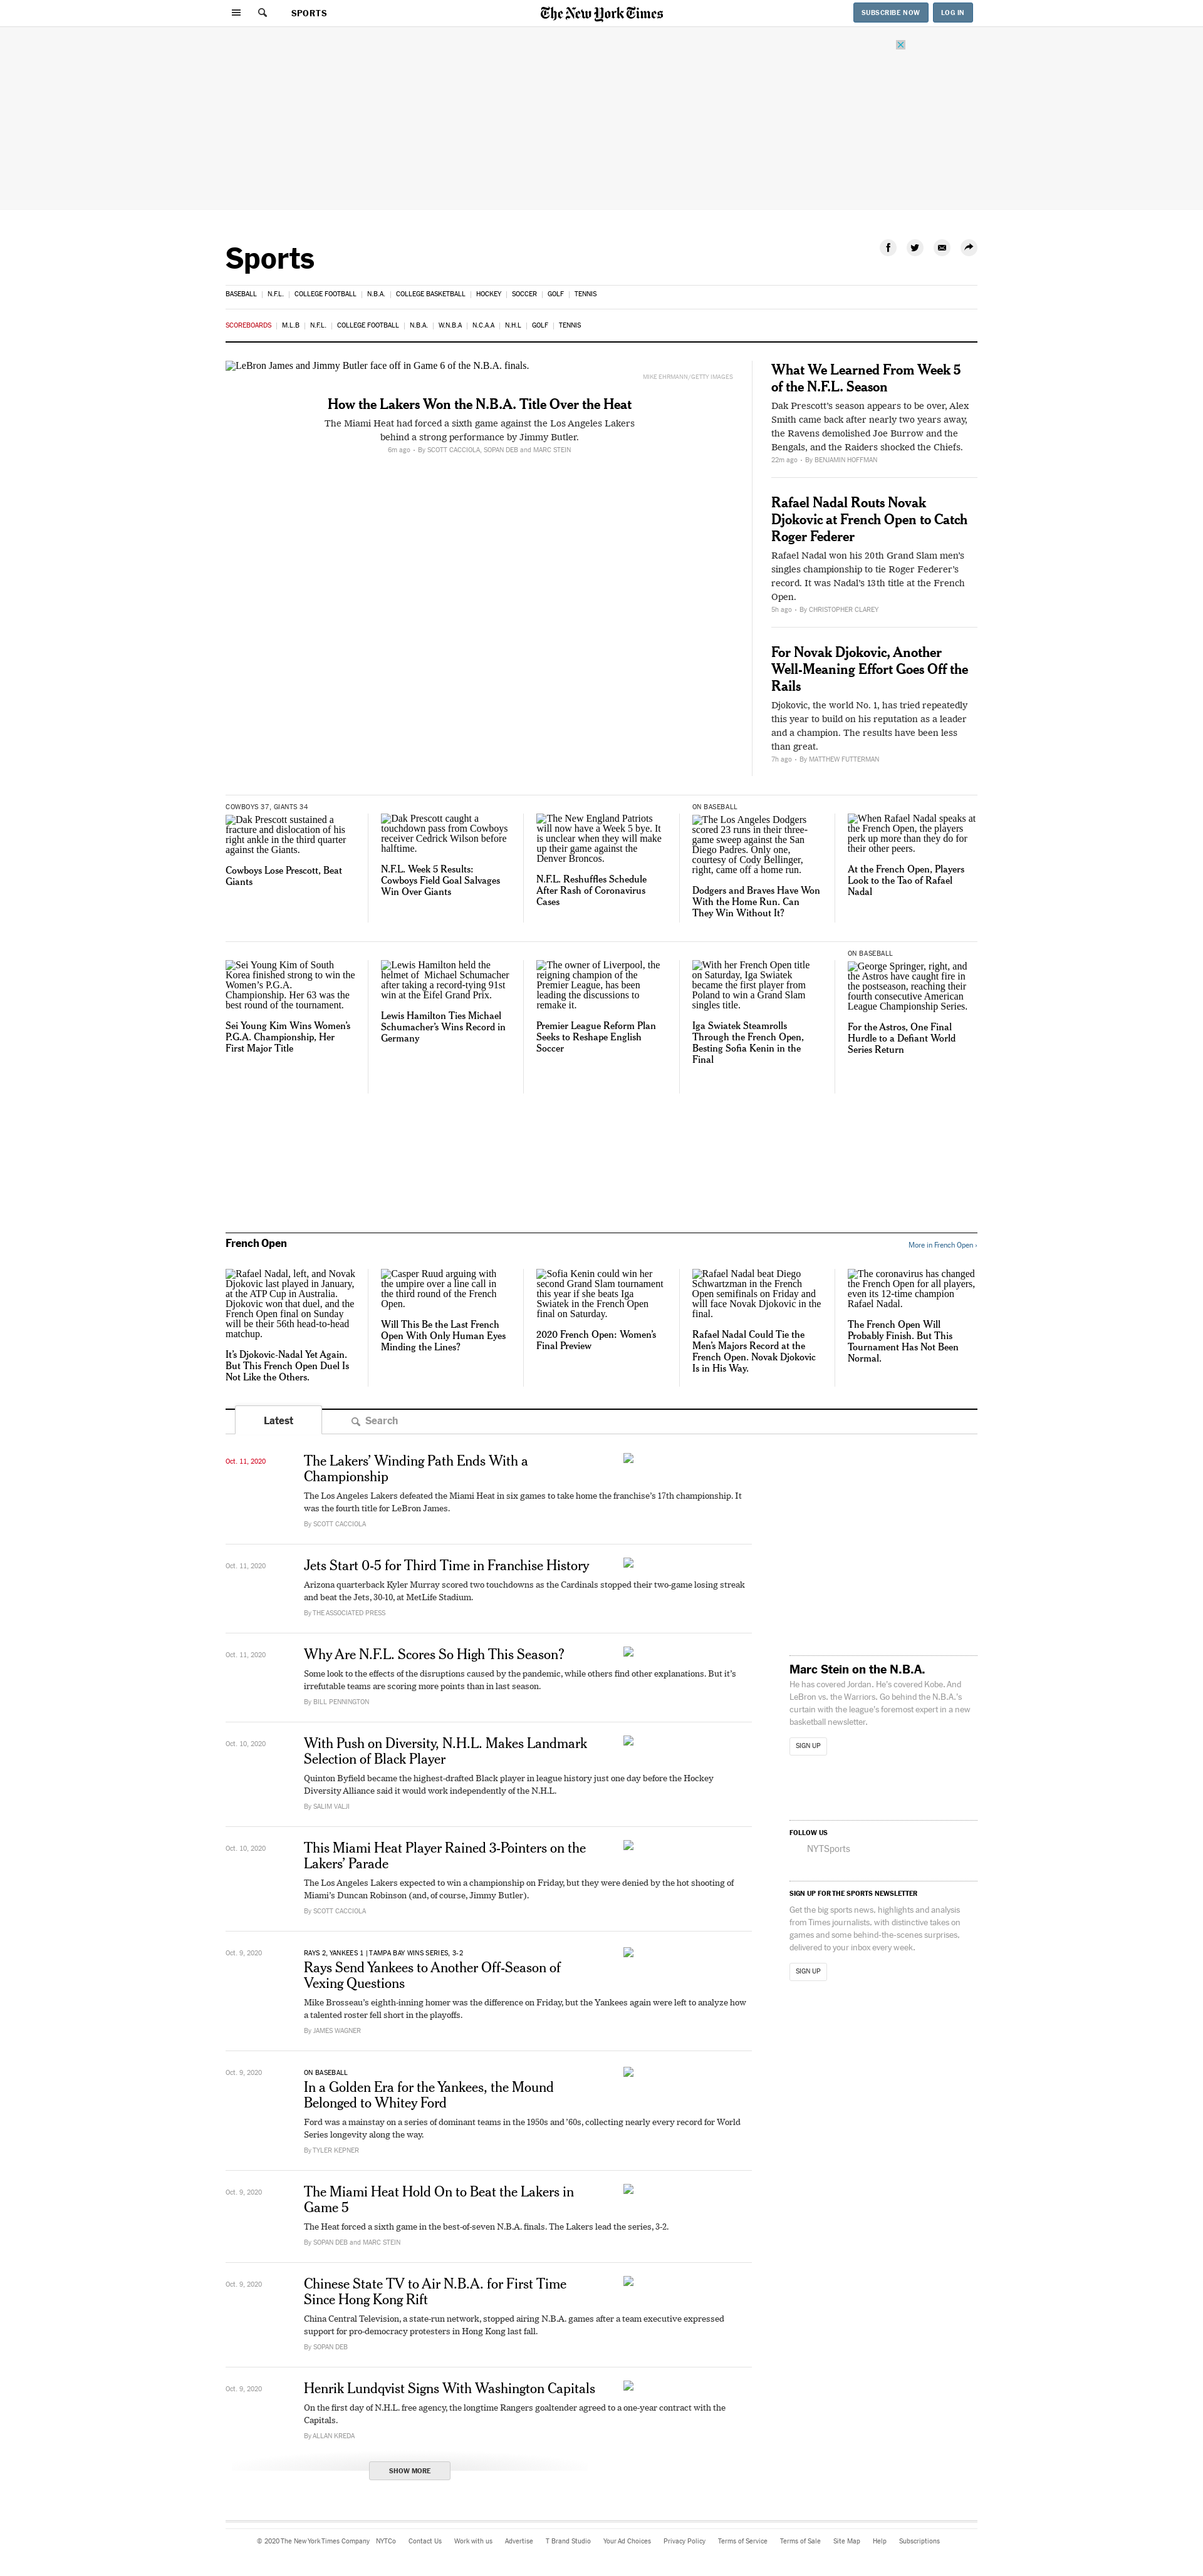 SPORTS
The New York Times
SUBSCRIBE NOW
LOG IN
Sports
BASEBALL
N.F.L.
COLLEGE FOOTBALL
N.B.A.
COLLEGE BASKETBALL
HOCKEY
SOCCER
GOLF
TENNIS
SCOREBOARDS
M.L.B
N.F.L.
COLLEGE FOOTBALL
N.B.A.
W.N.B.A
N.C.A.A
N.H.L
GOLF
TENNIS
LeBron James and Jimmy Butler face off in Game 6 of the N.B.A. finals.
MIKE EHRMANN/GETTY IMAGES
How the Lakers Won the N.B.A. Title Over the Heat
The Miami Heat had forced a sixth game against the Los Angeles Lakers
behind a strong performance by Jimmy Butler.
6m ago • By SCOTT CACCIOLA, SOPAN DEB and MARC STEIN
What We Learned From Week 5
of the N.F.L. Season
Dak Prescott's season appears to be over, Alex
Smith came back after nearly two years away,
the Ravens demolished Joe Burrow and the
Bengals, and the Raiders shocked the Chiefs.
22m ago • By BENJAMIN HOFFMAN
Rafael Nadal Routs Novak
Djokovic at French Open to Catch
Roger Federer
Rafael Nadal won his 20th Grand Slam men's
singles championship to tie Roger Federer's
record. It was Nadal's 13th title at the French
Open.
5h ago • By CHRISTOPHER CLAREY
For Novak Djokovic, Another
Well-Meaning Effort Goes Off the
Rails
Djokovic, the world No. 1, has tried repeatedly
this year to build on his reputation as a leader
and a champion. The results have been less
than great.
7h ago • By MATTHEW FUTTERMAN
COWBOYS 37, GIANTS 34
Dak Prescott sustained a
fracture and dislocation of his
right ankle in the third quarter
against the Giants.
Cowboys Lose Prescott, Beat
Giants
Dak Prescott caught a
touchdown pass from Cowboys
receiver Cedrick Wilson before
halftime.
N.F.L. Week 5 Results:
Cowboys Field Goal Salvages
Win Over Giants
The New England Patriots
will now have a Week 5 bye. It
is unclear when they will make
up their game against the
Denver Broncos.
N.F.L. Reshuffles Schedule
After Rash of Coronavirus
Cases
ON BASEBALL
The Los Angeles Dodgers
scored 23 runs in their three-
game sweep against the San
Diego Padres. Only one,
courtesy of Cody Bellinger,
right, came off a home run.
Dodgers and Braves Have Won
With the Home Run. Can
They Win Without It?
When Rafael Nadal speaks at
the French Open, the players
perk up more than they do for
their other peers.
At the French Open, Players
Look to the Tao of Rafael
Nadal
Sei Young Kim of South
Korea finished strong to win the
Women's P.G.A.
Championship. Her 63 was the
best round of the tournament.
Sei Young Kim Wins Women's
P.G.A. Championship, Her
First Major Title
Lewis Hamilton held the
helmet of Michael Schumacher
after taking a record-tying 91st
win at the Eifel Grand Prix.
Lewis Hamilton Ties Michael
Schumacher's Wins Record in
Germany
The owner of Liverpool, the
reigning champion of the
Premier League, has been
leading the discussions to
remake it.
Premier League Reform Plan
Seeks to Reshape English
Soccer
With her French Open title
on Saturday, Iga Swiatek
became the first player from
Poland to win a Grand Slam
singles title.
Iga Swiatek Steamrolls
Through the French Open,
Besting Sofia Kenin in the
Final
ON BASEBALL
George Springer, right, and
the Astros have caught fire in
the postseason, reaching their
fourth consecutive American
League Championship Series.
For the Astros, One Final
Hurdle to a Defiant World
Series Return
French Open
More in French Open ›
Rafael Nadal, left, and Novak
Djokovic last played in January,
at the ATP Cup in Australia.
Djokovic won that duel, and the
French Open final on Sunday
will be their 56th head-to-head
matchup.
It's Djokovic-Nadal Yet Again.
But This French Open Duel Is
Not Like the Others.
Casper Ruud arguing with
the umpire over a line call in
the third round of the French
Open.
Will This Be the Last French
Open With Only Human Eyes
Minding the Lines?
Sofia Kenin could win her
second Grand Slam tournament
this year if she beats Iga
Swiatek in the French Open
final on Saturday.
2020 French Open: Women's
Final Preview
Rafael Nadal beat Diego
Schwartzman in the French
Open semifinals on Friday and
will face Novak Djokovic in the
final.
Rafael Nadal Could Tie the
Men's Majors Record at the
French Open. Novak Djokovic
Is in His Way.
The coronavirus has changed
the French Open for all players,
even its 12-time champion
Rafael Nadal.
The French Open Will
Probably Finish. But This
Tournament Has Not Been
Normal.
Latest
Search
Oct. 11, 2020
The Lakers' Winding Path Ends With a
Championship
The Los Angeles Lakers defeated the Miami Heat in six games to take home the franchise's 17th championship. It
was the fourth title for LeBron James.
By SCOTT CACCIOLA
Oct. 11, 2020
Jets Start 0-5 for Third Time in Franchise History
Arizona quarterback Kyler Murray scored two touchdowns as the Cardinals stopped their two-game losing streak
and beat the Jets, 30-10, at MetLife Stadium.
By THE ASSOCIATED PRESS
Oct. 11, 2020
Why Are N.F.L. Scores So High This Season?
Some look to the effects of the disruptions caused by the pandemic, while others find other explanations. But it's
irrefutable teams are scoring more points than in last season.
By BILL PENNINGTON
Oct. 10, 2020
With Push on Diversity, N.H.L. Makes Landmark
Selection of Black Player
Quinton Byfield became the highest-drafted Black player in league history just one day before the Hockey
Diversity Alliance said it would work independently of the N.H.L.
By SALIM VALJI
Oct. 10, 2020
This Miami Heat Player Rained 3-Pointers on the
Lakers' Parade
The Los Angeles Lakers expected to win a championship on Friday, but they were denied by the hot shooting of
Miami's Duncan Robinson (and, of course, Jimmy Butler).
By SCOTT CACCIOLA
Oct. 9, 2020
RAYS 2, YANKEES 1 | TAMPA BAY WINS SERIES, 3-2
Rays Send Yankees to Another Off-Season of
Vexing Questions
Mike Brosseau's eighth-inning homer was the difference on Friday, but the Yankees again were left to analyze how
a talented roster fell short in the playoffs.
By JAMES WAGNER
Oct. 9, 2020
ON BASEBALL
In a Golden Era for the Yankees, the Mound
Belonged to Whitey Ford
Ford was a mainstay on a series of dominant teams in the 1950s and '60s, collecting nearly every record for World
Series longevity along the way.
By TYLER KEPNER
Oct. 9, 2020
The Miami Heat Hold On to Beat the Lakers in
Game 5
The Heat forced a sixth game in the best-of-seven N.B.A. finals. The Lakers lead the series, 3-2.
By SOPAN DEB and MARC STEIN
Oct. 9, 2020
Chinese State TV to Air N.B.A. for First Time
Since Hong Kong Rift
China Central Television, a state-run network, stopped airing N.B.A. games after a team executive expressed
support for pro-democracy protesters in Hong Kong last fall.
By SOPAN DEB
Oct. 9, 2020
Henrik Lundqvist Signs With Washington Capitals
On the first day of N.H.L. free agency, the longtime Rangers goaltender agreed to a one-year contract with the
Capitals.
By ALLAN KREDA
SHOW MORE
Marc Stein on the N.B.A.
He has covered Jordan. He's covered Kobe. And
LeBron vs. the Warriors. Go behind the N.B.A.'s
curtain with the league's foremost expert in a new
basketball newsletter.
SIGN UP
FOLLOW US
NYTSports
SIGN UP FOR THE SPORTS NEWSLETTER
Get the big sports news, highlights and analysis
from Times journalists, with distinctive takes on
games and some behind-the-scenes surprises,
delivered to your inbox every week.
SIGN UP
© 2020 The New York Times Company
NYTCo
Contact Us
Work with us
Advertise
T Brand Studio
Your Ad Choices
Privacy Policy
Terms of Service
Terms of Sale
Site Map
Help
Subscriptions